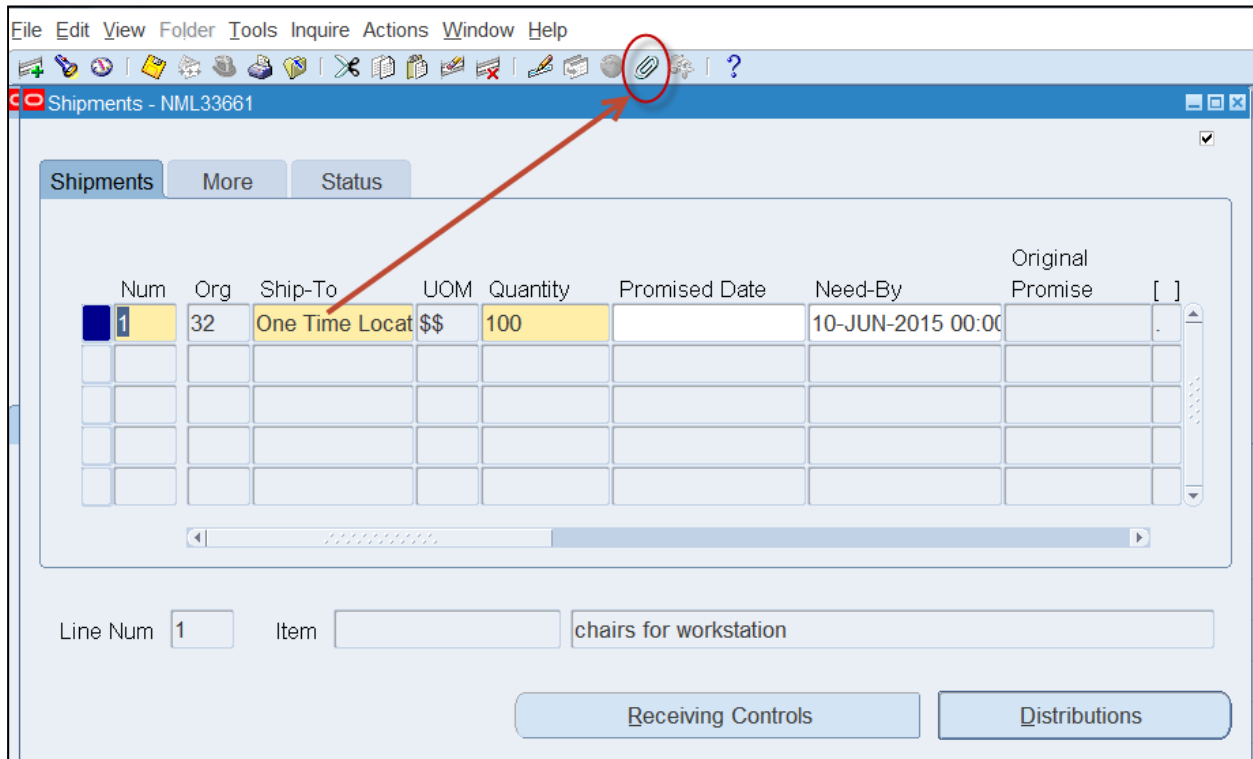 File Edit View Folder Tools Inquire Actions Window Help
?
Shipments - NML33661
Shipments More Status
Original
Num Org Ship-To UOM Quantity Promised Date Need-By Promise [ ]
1 32 One Time Locat $$ 100 10-JUN-2015 00:00 .
Line Num 1 Item chairs for workstation
Receiving Controls Distributions